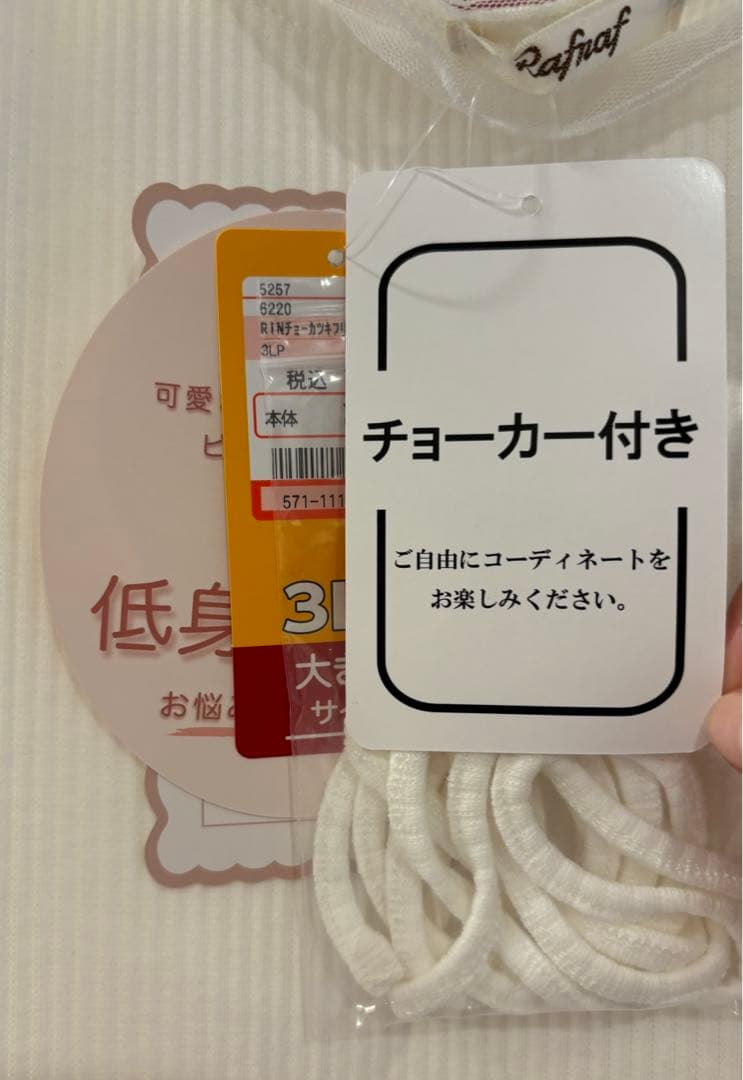 Rafnaf
チョーカー付き
ご自由にコーディネートを
お楽しみください。
5257
6220
RINチョーカツキフリ
3LP
税込
本体
571-111
3L
大き
サイ
可愛
ピ
低身
お悩み